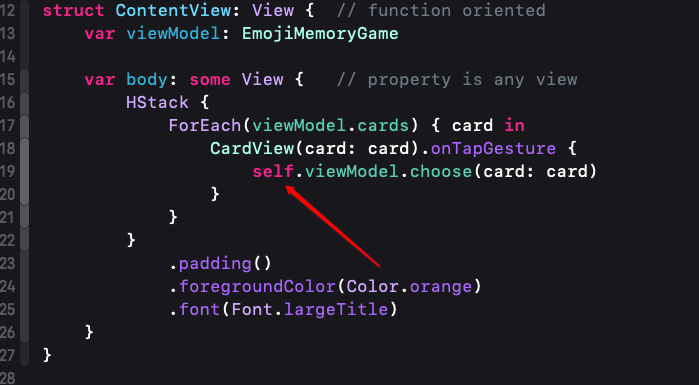 12 struct ContentView: View {  // function oriented
13     var viewModel: EmojiMemoryGame
14
15     var body: some View {   // property is any view
16         HStack {
17             ForEach(viewModel.cards) { card in
18                 CardView(card: card).onTapGesture {
19                     self.viewModel.choose(card: card)
20                 }
21             }
22         }
23             .padding()
24             .foregroundColor(Color.orange)
25             .font(Font.largeTitle)
26     }
27 }
28